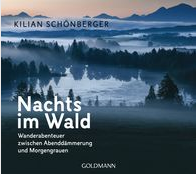 KILIAN SCHÖNBERGER
Nachts
im Wald
Wanderabenteuer
zwischen Abenddämmerung
und Morgengrauen
GOLDMANN